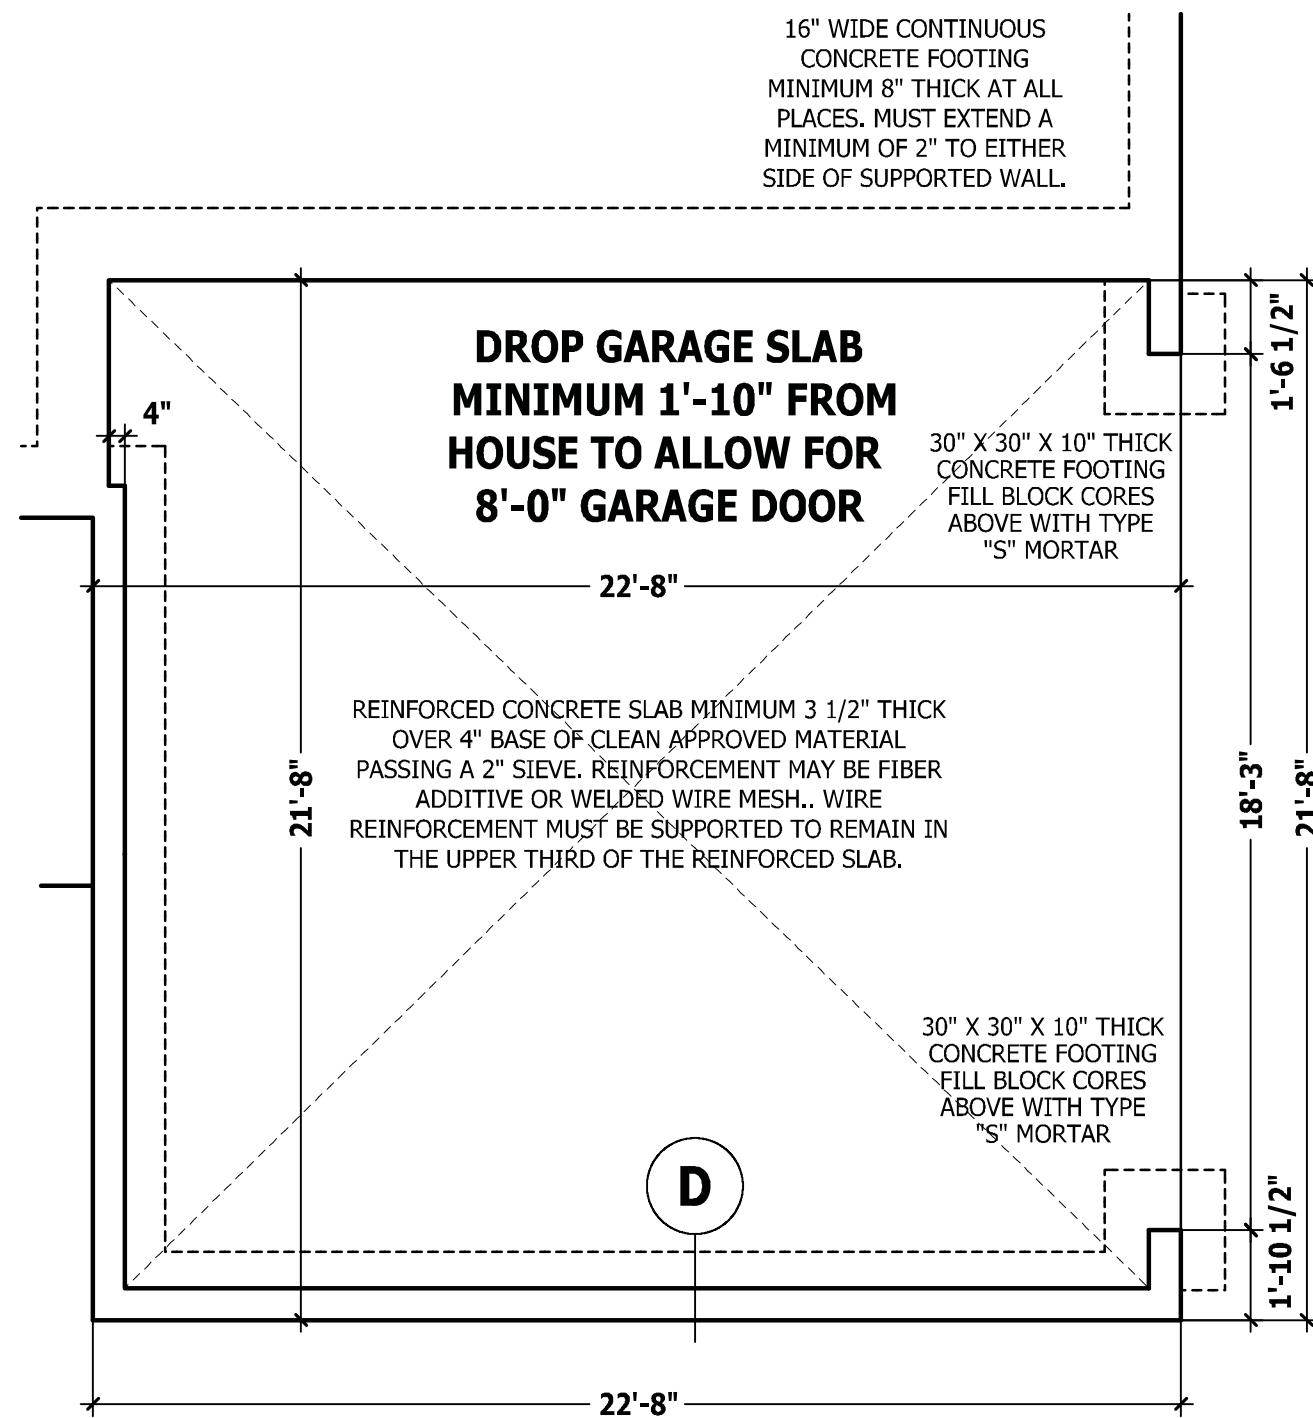 16" WIDE CONTINUOUS
CONCRETE FOOTING
MINIMUM 8" THICK AT ALL
PLACES. MUST EXTEND A
MINIMUM OF 2" TO EITHER
SIDE OF SUPPORTED WALL.
DROP GARAGE SLAB
MINIMUM 1'-10" FROM
HOUSE TO ALLOW FOR
8'-0" GARAGE DOOR
1'-6 1/2"
4"
30" X 30" X 10" THICK
CONCRETE FOOTING
FILL BLOCK CORES
ABOVE WITH TYPE
"S" MORTAR
22'-8"
REINFORCED CONCRETE SLAB MINIMUM 3 1/2" THICK
OVER 4" BASE OF CLEAN APPROVED MATERIAL
PASSING A 2" SIEVE. REINFORCEMENT MAY BE FIBER
ADDITIVE OR WELDED WIRE MESH.. WIRE
REINFORCEMENT MUST BE SUPPORTED TO REMAIN IN
THE UPPER THIRD OF THE REINFORCED SLAB.
21'-8"
18'-3"
21'-8"
30" X 30" X 10" THICK
CONCRETE FOOTING
FILL BLOCK CORES
ABOVE WITH TYPE
"S" MORTAR
D
1'-10 1/2"
22'-8"